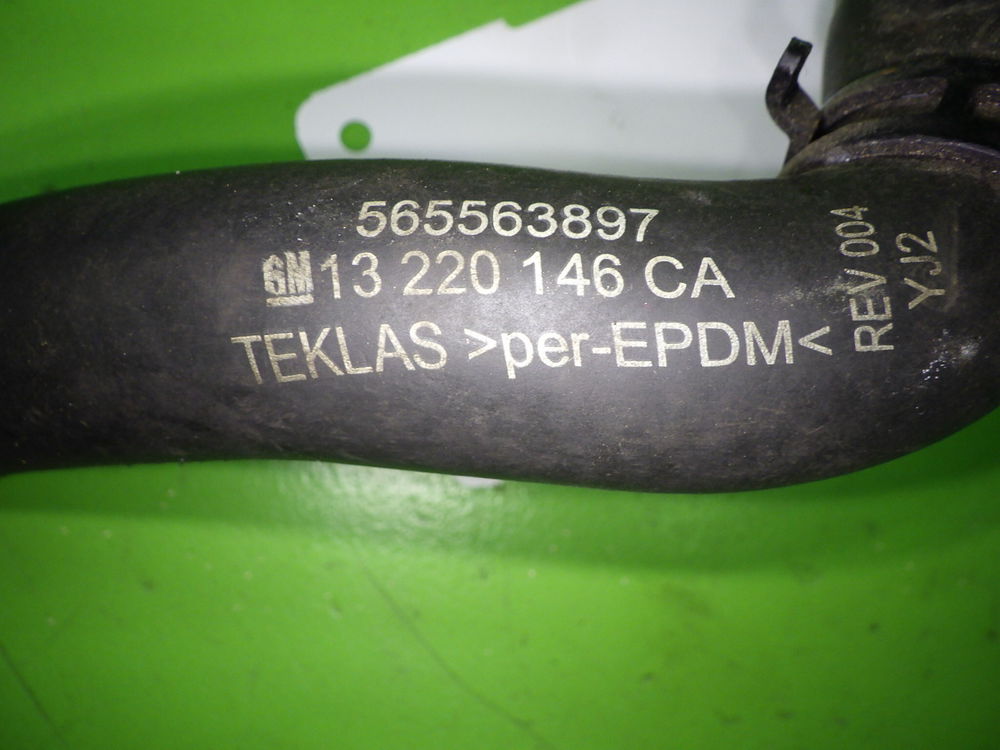 565563897
GM 13 220 146 CA
TEKLAS >per-EPDM<
REV 004
YJ2